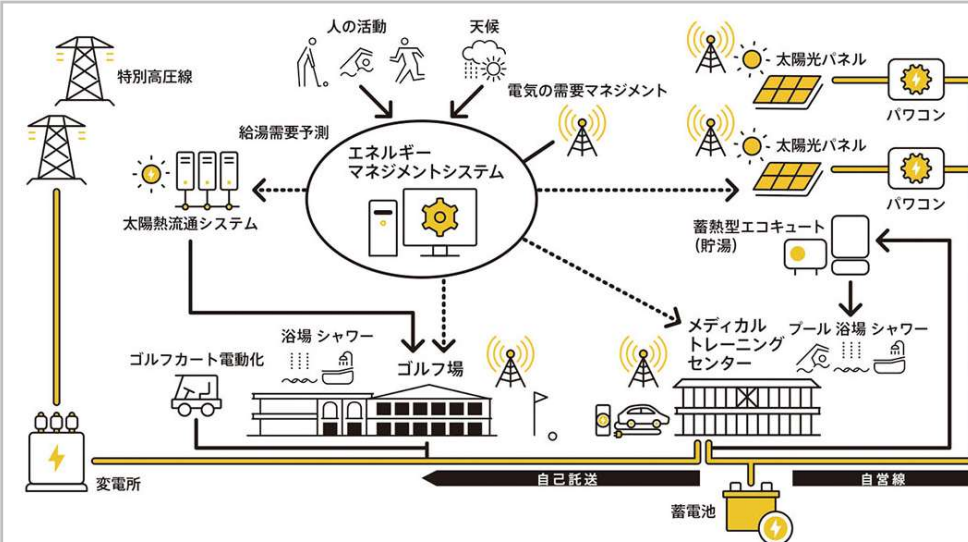 人の活動
天候
特別高圧線
電気の需要マネジメント
太陽光パネル
パワコン
給湯需要予測
エネルギー
マネジメントシステム
太陽光パネル
パワコン
太陽熱流通システム
蓄熱型エコキュート
(貯湯)
浴場 シャワー
ゴルフカート電動化
ゴルフ場
メディカル
トレーニング
センター
プール 浴場 シャワー
変電所
自己託送
自営線
蓄電池